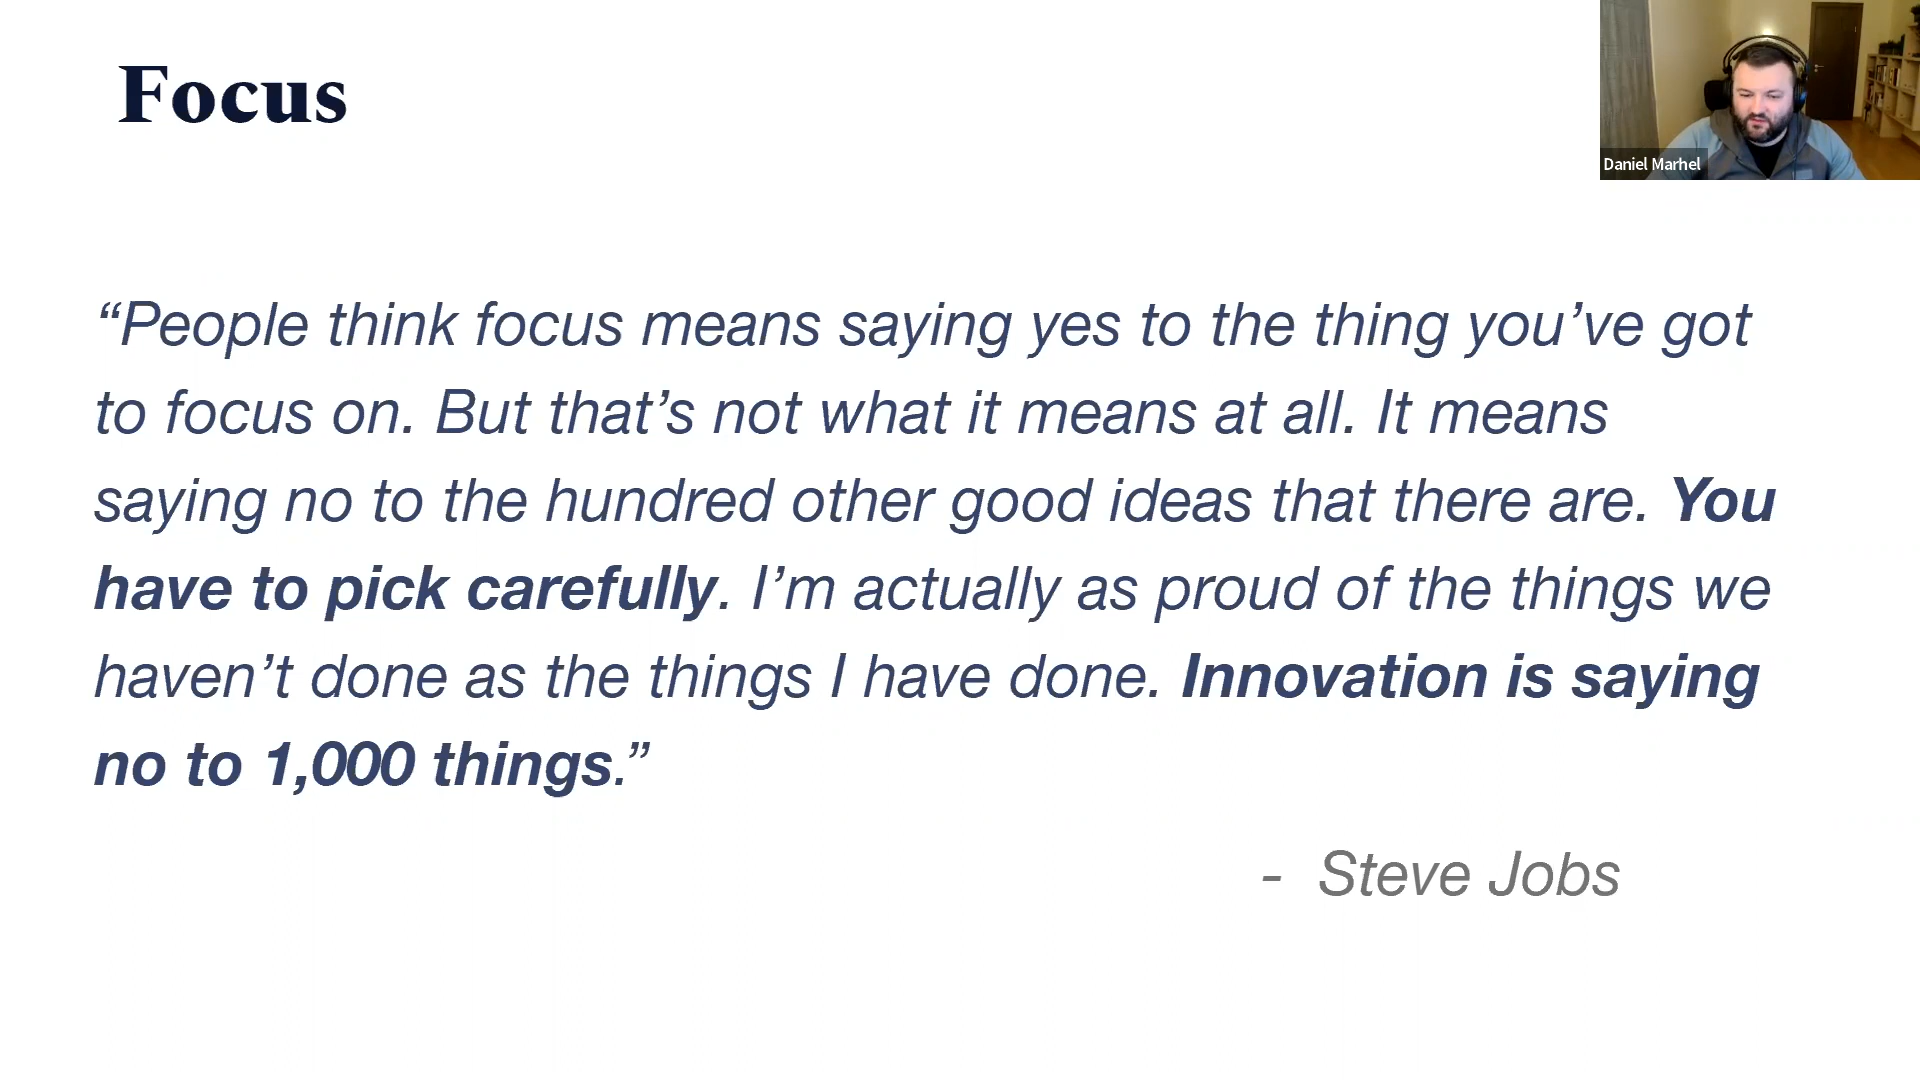 Focus
Daniel Marhel
“People think focus means saying yes to the thing you’ve got
to focus on. But that’s not what it means at all. It means
saying no to the hundred other good ideas that there are. You
have to pick carefully. I’m actually as proud of the things we
haven’t done as the things I have done. Innovation is saying
no to 1,000 things.”
- Steve Jobs